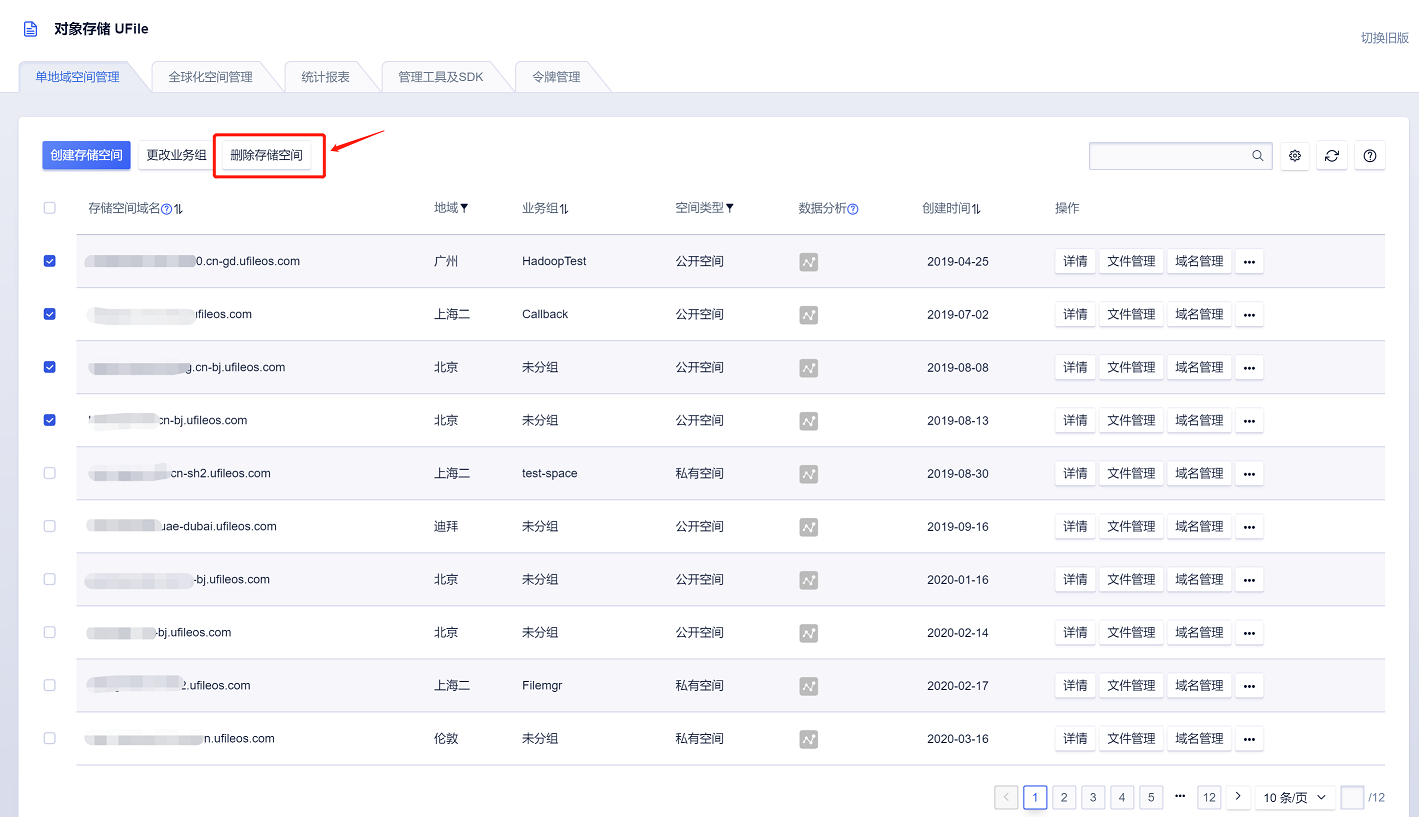 对象存储 UFile
切换旧版
单地域空间管理 全球化空间管理 统计报表 管理工具及SDK 令牌管理
创建存储空间 更改业务组 删除存储空间
存储空间域名 地域 业务组 空间类型 数据分析 创建时间 操作
0.cn-gd.ufileos.com 广州 HadoopTest 公开空间 2019-04-25 详情 文件管理 域名管理 •••
ufileos.com 上海二 Callback 公开空间 2019-07-02 详情 文件管理 域名管理 •••
g.cn-bj.ufileos.com 北京 未分组 公开空间 2019-08-08 详情 文件管理 域名管理 •••
cn-bj.ufileos.com 北京 未分组 公开空间 2019-08-13 详情 文件管理 域名管理 •••
cn-sh2.ufileos.com 上海二 test-space 私有空间 2019-08-30 详情 文件管理 域名管理 •••
uae-dubai.ufileos.com 迪拜 未分组 公开空间 2019-09-16 详情 文件管理 域名管理 •••
-bj.ufileos.com 北京 未分组 公开空间 2020-01-16 详情 文件管理 域名管理 •••
-bj.ufileos.com 北京 未分组 公开空间 2020-02-14 详情 文件管理 域名管理 •••
2.ufileos.com 上海二 Filemgr 私有空间 2020-02-17 详情 文件管理 域名管理 •••
n.ufileos.com 伦敦 未分组 私有空间 2020-03-16 详情 文件管理 域名管理 •••
1 2 3 4 5 ••• 12 10 条/页 /12